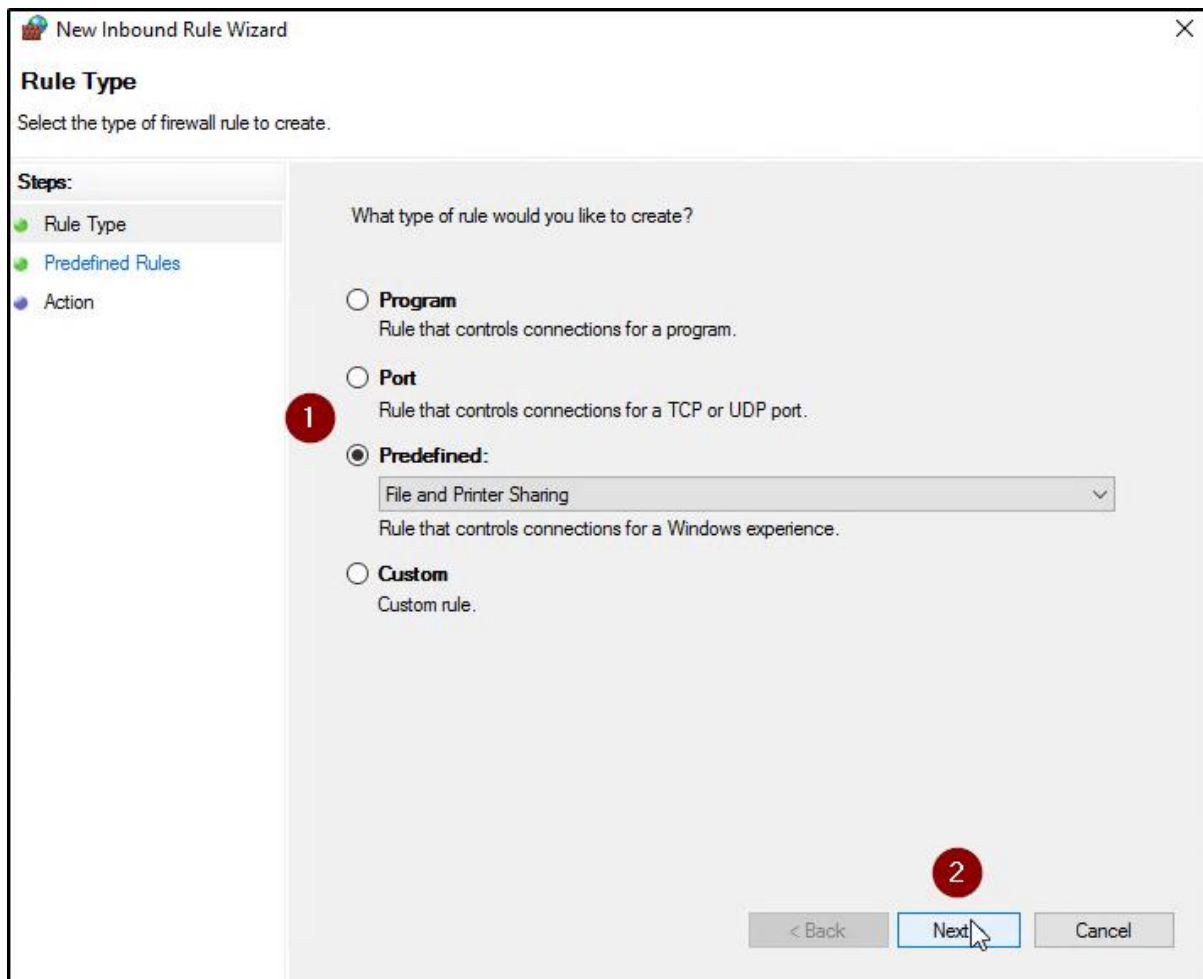 New Inbound Rule Wizard
Rule Type
Select the type of firewall rule to create.
Steps:
Rule Type
Predefined Rules
Action
What type of rule would you like to create?
Program
Rule that controls connections for a program.
Port
Rule that controls connections for a TCP or UDP port.
1
Predefined:
File and Printer Sharing
Rule that controls connections for a Windows experience.
Custom
Custom rule.
2
< Back
Next
Cancel